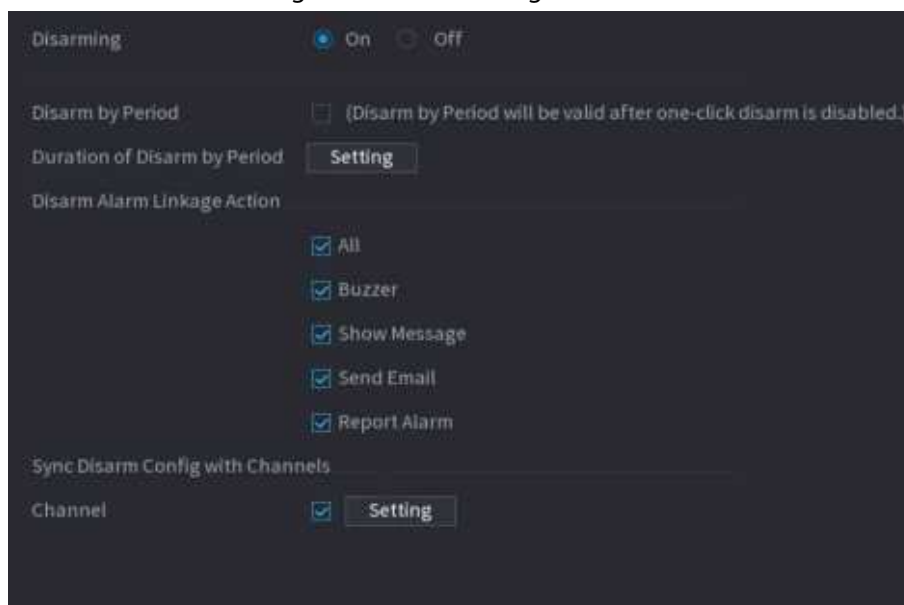 Disarming On Off
Disarm by Period (Disarm by Period will be valid after one-click disarm is disabled.)
Duration of Disarm by Period Setting
Disarm Alarm Linkage Action
All
Buzzer
Show Message
Send Email
Report Alarm
Sync Disarm Config with Channels
Channel Setting